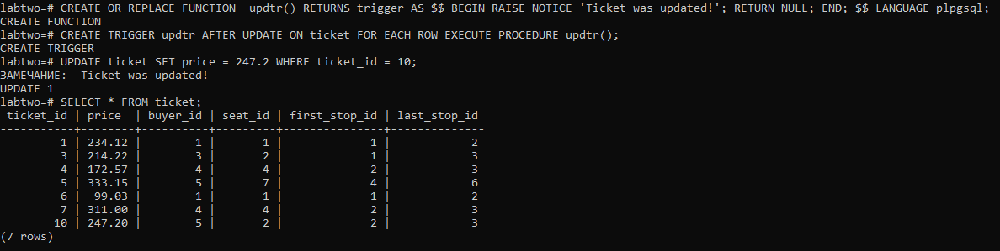 labtwo=# CREATE OR REPLACE FUNCTION  updtr() RETURNS trigger AS $$ BEGIN RAISE NOTICE 'Ticket was updated!'; RETURN NULL; END; $$ LANGUAGE plpgsql;
CREATE FUNCTION
labtwo=# CREATE TRIGGER updtr AFTER UPDATE ON ticket FOR EACH ROW EXECUTE PROCEDURE updtr();
CREATE TRIGGER
labtwo=# UPDATE ticket SET price = 247.2 WHERE ticket_id = 10;
ЗАМЕЧАНИЕ:  Ticket was updated!
UPDATE 1
labtwo=# SELECT * FROM ticket;
 ticket_id | price  | buyer_id | seat_id | first_stop_id | last_stop_id
-----------+--------+----------+---------+---------------+--------------
         1 | 234.12 |        1 |       1 |             1 |            2
         3 | 214.22 |        3 |       2 |             1 |            3
         4 | 172.57 |        4 |       4 |             2 |            3
         5 | 333.15 |        5 |       7 |             4 |            6
         6 |  99.03 |        1 |       1 |             1 |            2
         7 | 311.00 |        4 |       4 |             2 |            3
        10 | 247.20 |        5 |       2 |             2 |            3
(7 rows)